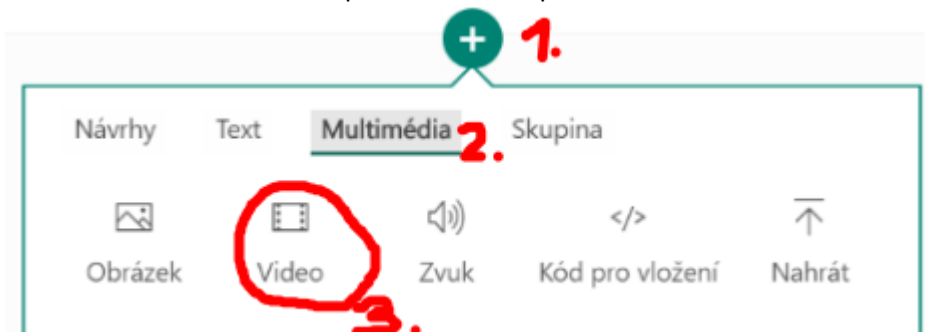 1.
Návrhy Text Multimédia 2. Skupina
Obrázek Video Zvuk Kód pro vložení Nahrát
3.